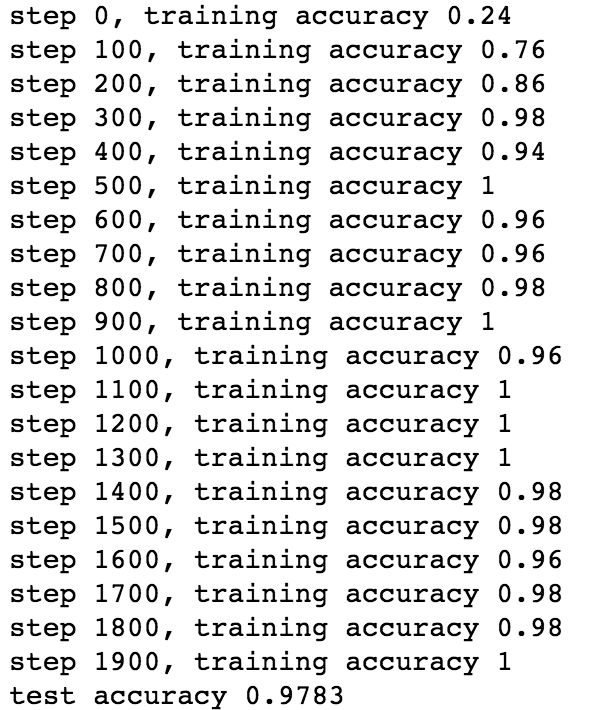 step 0, training accuracy 0.24
step 100, training accuracy 0.76
step 200, training accuracy 0.86
step 300, training accuracy 0.98
step 400, training accuracy 0.94
step 500, training accuracy 1
step 600, training accuracy 0.96
step 700, training accuracy 0.96
step 800, training accuracy 0.98
step 900, training accuracy 1
step 1000, training accuracy 0.96
step 1100, training accuracy 1
step 1200, training accuracy 1
step 1300, training accuracy 1
step 1400, training accuracy 0.98
step 1500, training accuracy 0.98
step 1600, training accuracy 0.96
step 1700, training accuracy 0.98
step 1800, training accuracy 0.98
step 1900, training accuracy 1
test accuracy 0.9783